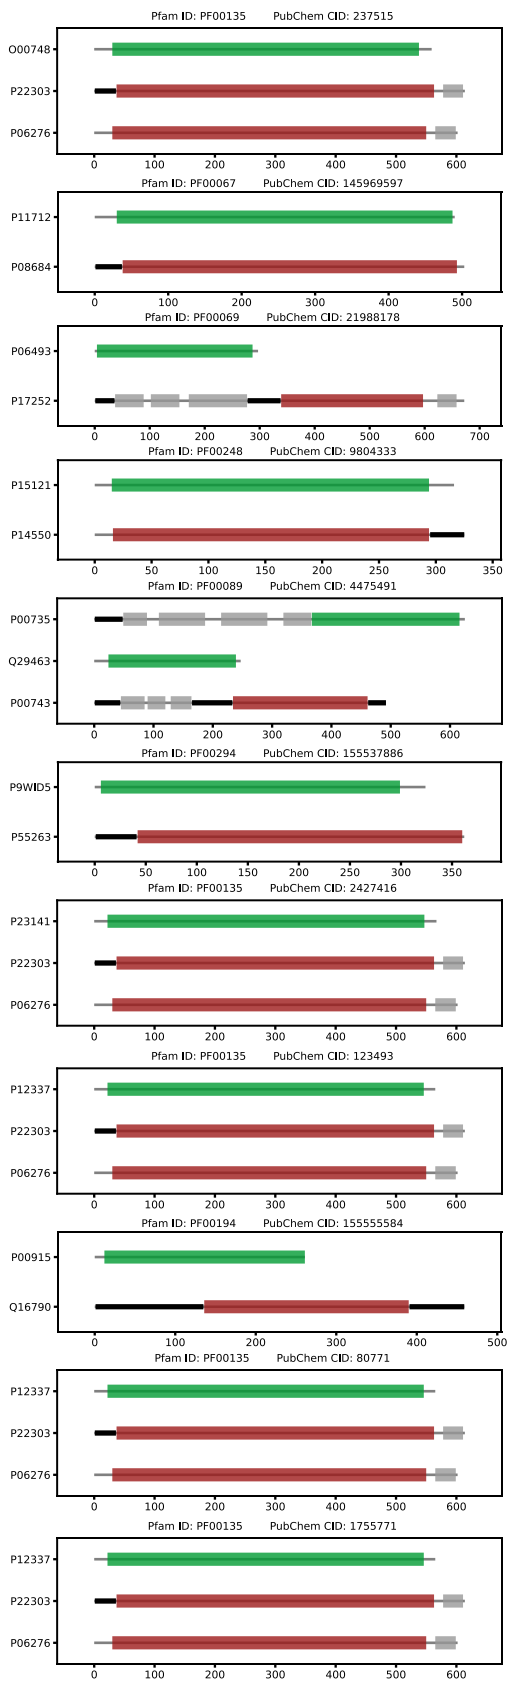 Pfam ID: PF00135 PubChem CID: 237515
O00748
P22303
P06276
0 100 200 300 400 500 600
Pfam ID: PF00067 PubChem CID: 145969597
P11712
P08684
0 100 200 300 400 500
Pfam ID: PF00069 PubChem CID: 21988178
P06493
P17252
0 100 200 300 400 500 600 700
Pfam ID: PF00248 PubChem CID: 9804333
P15121
P14550
0 50 100 150 200 250 300 350
Pfam ID: PF00089 PubChem CID: 4475491
P00735
Q29463
P00743
0 100 200 300 400 500 600
Pfam ID: PF00294 PubChem CID: 155537886
P9WID5
P55263
0 50 100 150 200 250 300 350
Pfam ID: PF00135 PubChem CID: 2427416
P23141
P22303
P06276
0 100 200 300 400 500 600
Pfam ID: PF00135 PubChem CID: 123493
P12337
P22303
P06276
0 100 200 300 400 500 600
Pfam ID: PF00194 PubChem CID: 155555584
P00915
Q16790
0 100 200 300 400 500
Pfam ID: PF00135 PubChem CID: 80771
P12337
P22303
P06276
0 100 200 300 400 500 600
Pfam ID: PF00135 PubChem CID: 1755771
P12337
P22303
P06276
0 100 200 300 400 500 600